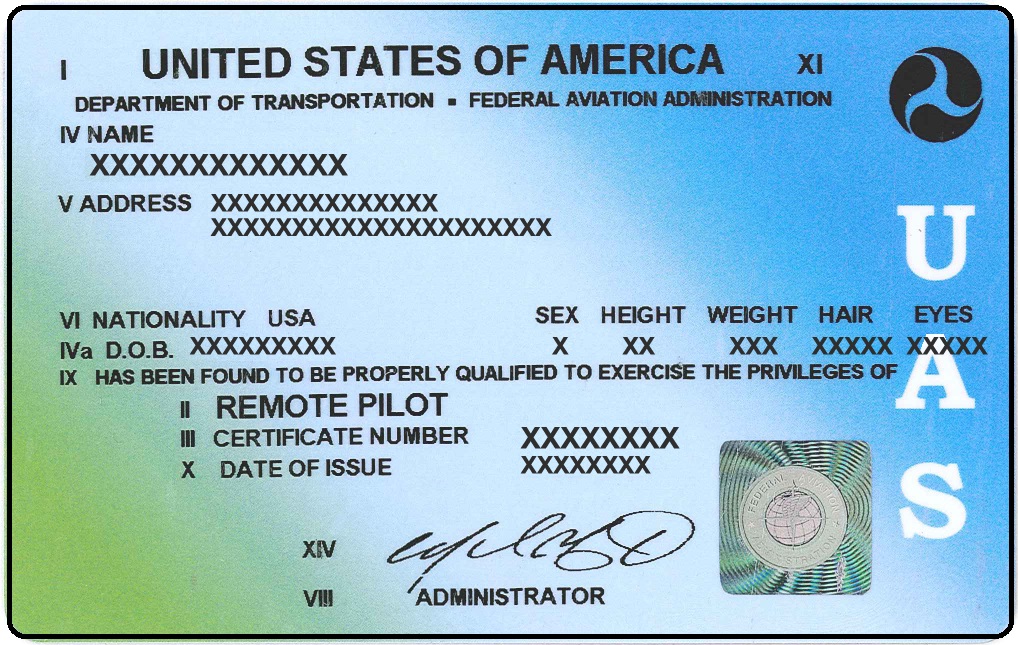 I UNITED STATES OF AMERICA XI
DEPARTMENT OF TRANSPORTATION ▪ FEDERAL AVIATION ADMINISTRATION
IV NAME
XXXXXXXXXXXXX
V ADDRESS XXXXXXXXXXXXXX
XXXXXXXXXXXXXXXXXXXXX
VI NATIONALITY USA SEX HEIGHT WEIGHT HAIR EYES
IVa D.O.B. XXXXXXXXX X XX XXX XXXXX XXXXX
IX HAS BEEN FOUND TO BE PROPERLY QUALIFIED TO EXERCISE THE PRIVILEGES OF
II REMOTE PILOT
III CERTIFICATE NUMBER XXXXXXXX
X DATE OF ISSUE XXXXXXXX
XIV
VIII ADMINISTRATOR
U
A
S
FEDERAL AVIATION ADMINISTRATION